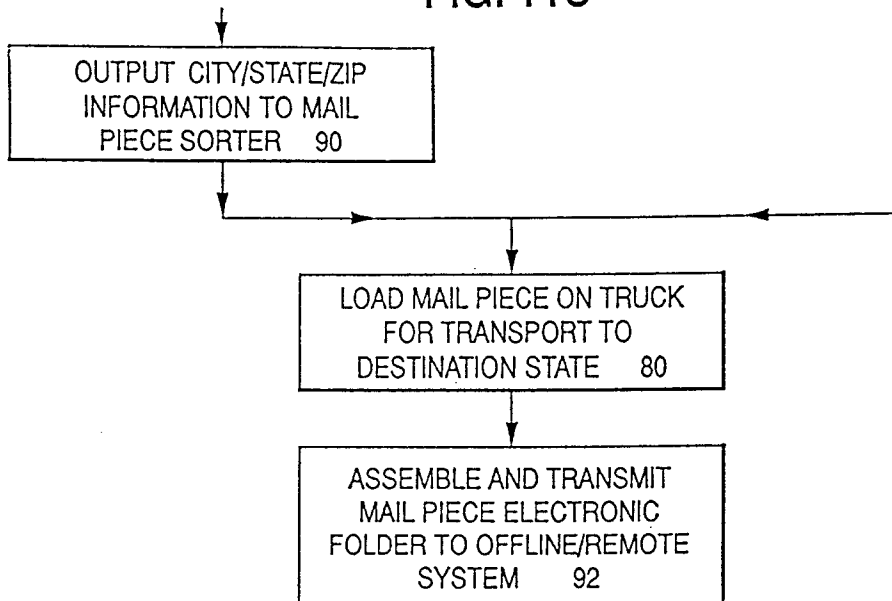 OUTPUT CITY/STATE/ZIP
INFORMATION TO MAIL
PIECE SORTER 90
LOAD MAIL PIECE ON TRUCK
FOR TRANSPORT TO
DESTINATION STATE 80
ASSEMBLE AND TRANSMIT
MAIL PIECE ELECTRONIC
FOLDER TO OFFLINE/REMOTE
SYSTEM 92